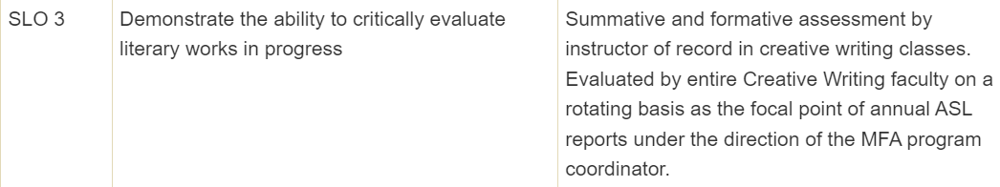 SLO 3
Demonstrate the ability to critically evaluate
literary works in progress
Summative and formative assessment by
instructor of record in creative writing classes.
Evaluated by entire Creative Writing faculty on a
rotating basis as the focal point of annual ASL
reports under the direction of the MFA program
coordinator.